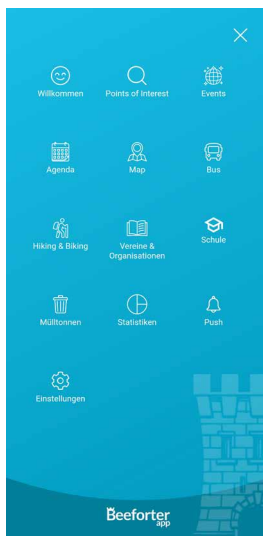 Willkommen
Points of Interest
Events
Agenda
Map
Bus
Hiking & Biking
Vereine &
Organisationen
Schule
Mülltonnen
Statistiken
Push
Einstellungen
Beeforter
app